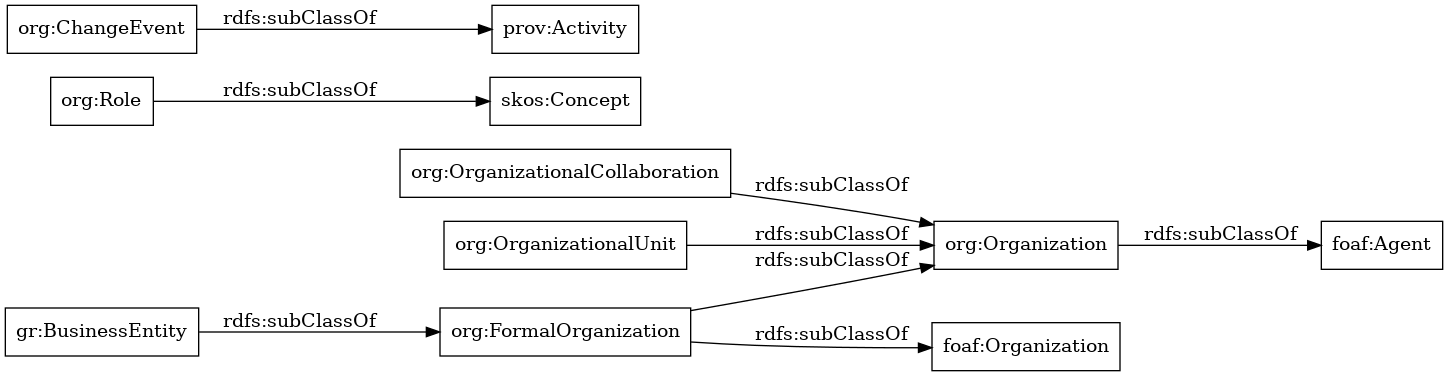 org:ChangeEvent
rdfs:subClassOf
prov:Activity
org:Role
rdfs:subClassOf
skos:Concept
org:OrganizationalCollaboration
rdfs:subClassOf
org:OrganizationalUnit
rdfs:subClassOf
org:Organization
rdfs:subClassOf
foaf:Agent
rdfs:subClassOf
gr:BusinessEntity
rdfs:subClassOf
org:FormalOrganization
rdfs:subClassOf
foaf:Organization